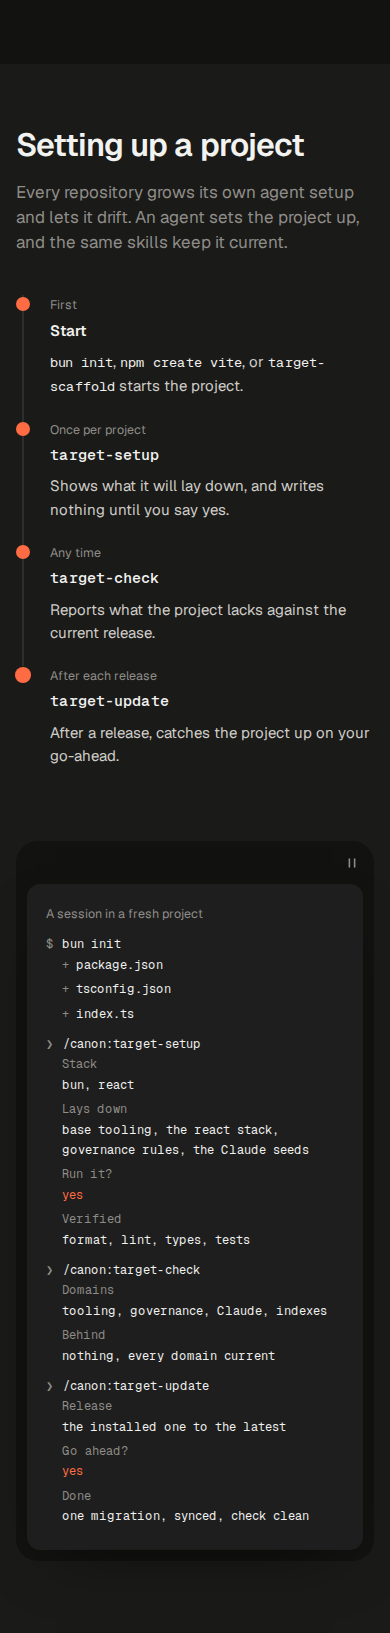 Setting up a project
Every repository grows its own agent setup
and lets it drift. An agent sets the project up,
and the same skills keep it current.
First
Start
bun init, npm create vite, or target-
scaffold starts the project.
Once per project
target-setup
Shows what it will lay down, and writes
nothing until you say yes.
Any time
target-check
Reports what the project lacks against the
current release.
After each release
target-update
After a release, catches the project up on your
go-ahead.
A session in a fresh project
$ bun init
+ package.json
+ tsconfig.json
+ index.ts
❯ /canon:target-setup
Stack
bun, react
Lays down
base tooling, the react stack,
governance rules, the Claude seeds
Run it?
yes
Verified
format, lint, types, tests
❯ /canon:target-check
Domains
tooling, governance, Claude, indexes
Behind
nothing, every domain current
❯ /canon:target-update
Release
the installed one to the latest
Go ahead?
yes
Done
one migration, synced, check clean